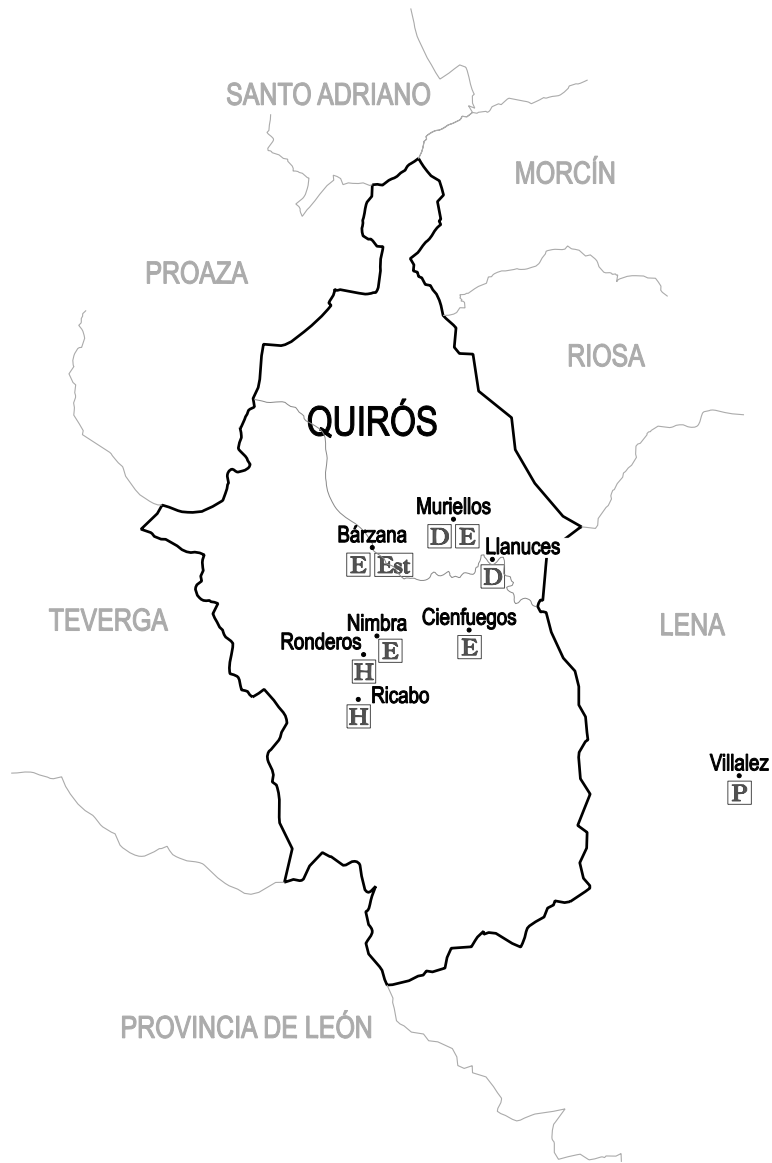 SANTO ADRIANO
MORCÍN
PROAZA
RIOSA
QUIRÓS
Muriellos
D E
Bárzana
E Est
Llanuces
D
TEVERGA
Nimbra
E
Cienfuegos
E
LENA
Ronderos
H
Ricabo
H
Villalez
P
PROVINCIA DE LEÓN